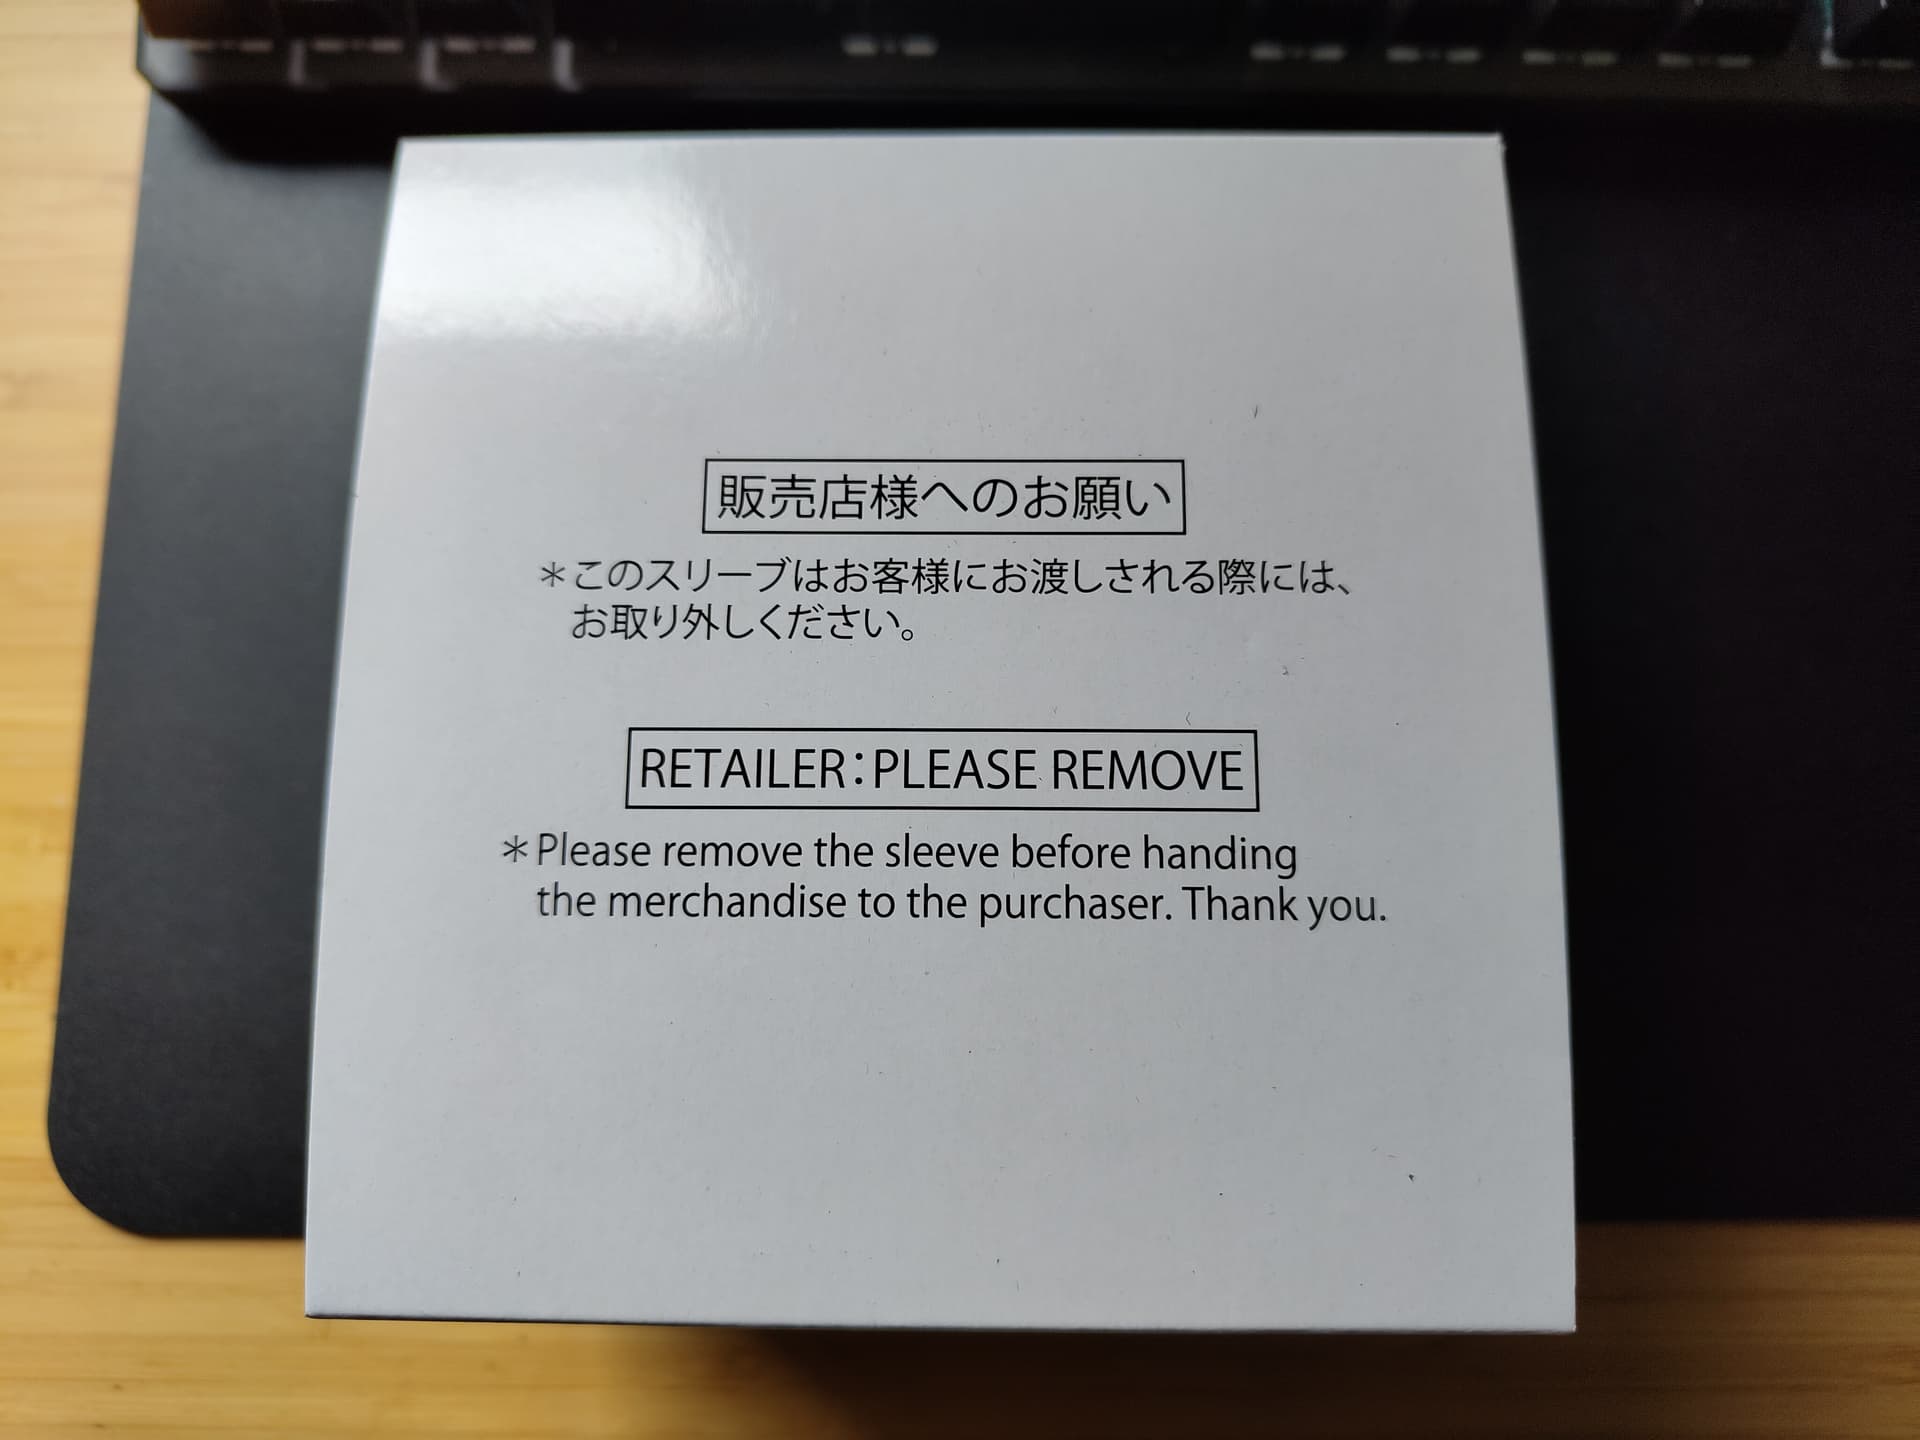 販売店様へのお願い
＊このスリーブはお客様にお渡しされる際には、
お取り外しください。
RETAILER：PLEASE REMOVE
＊Please remove the sleeve before handing
the merchandise to the purchaser. Thank you.